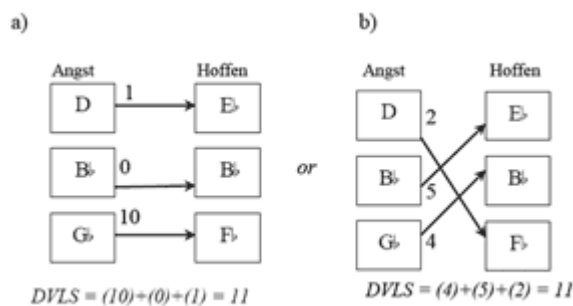 a)
Angst Hoffen
D 1 E♭
B♭ 0 B♭
G♭ 10 F♭
DVLS = (10)+(0)+(1) = 11
or
b)
Angst Hoffen
D 2 E♭
B♭ 5 B♭
G♭ 4 F♭
DVLS = (4)+(5)+(2) = 11